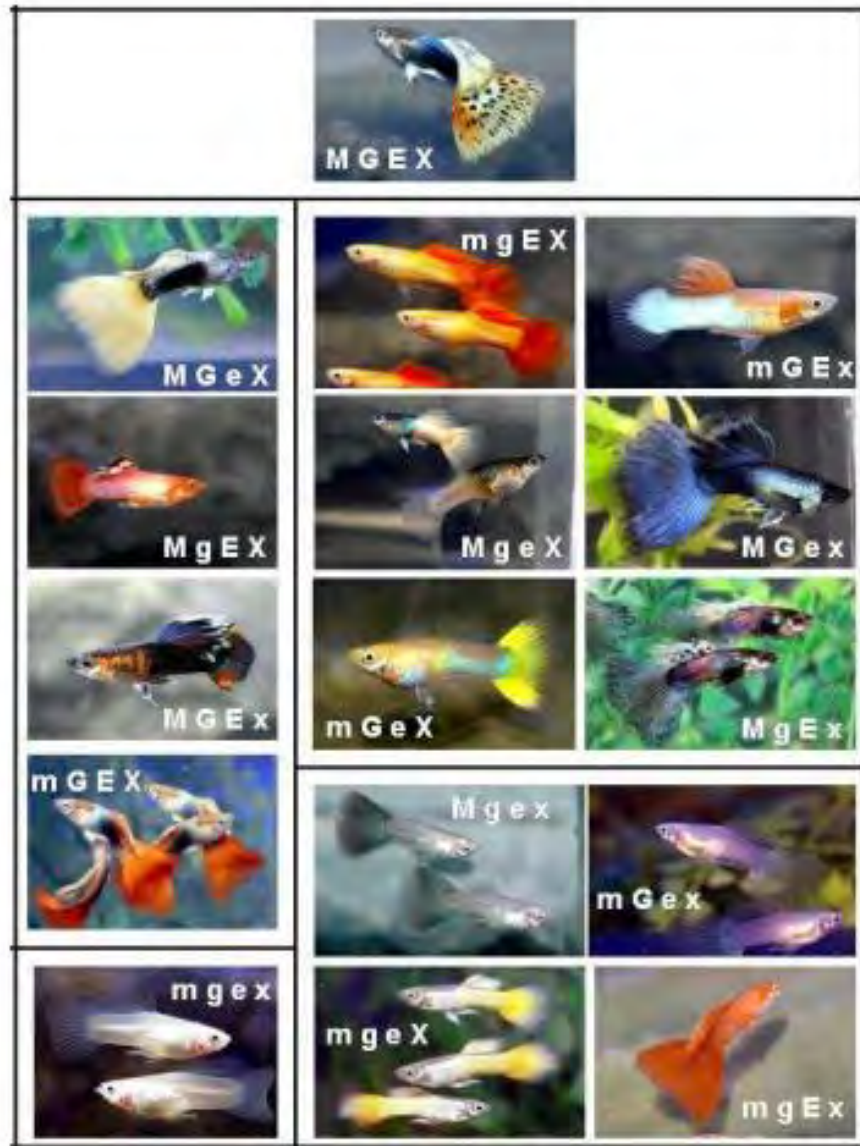 M G E X
M G e X
m g E X
m G E x
M g E X
M g e X
M G e x
M G E x
m G e X
M g E x
m G E X
M g e x
m G e x
m g e x
m g e X
m g E x